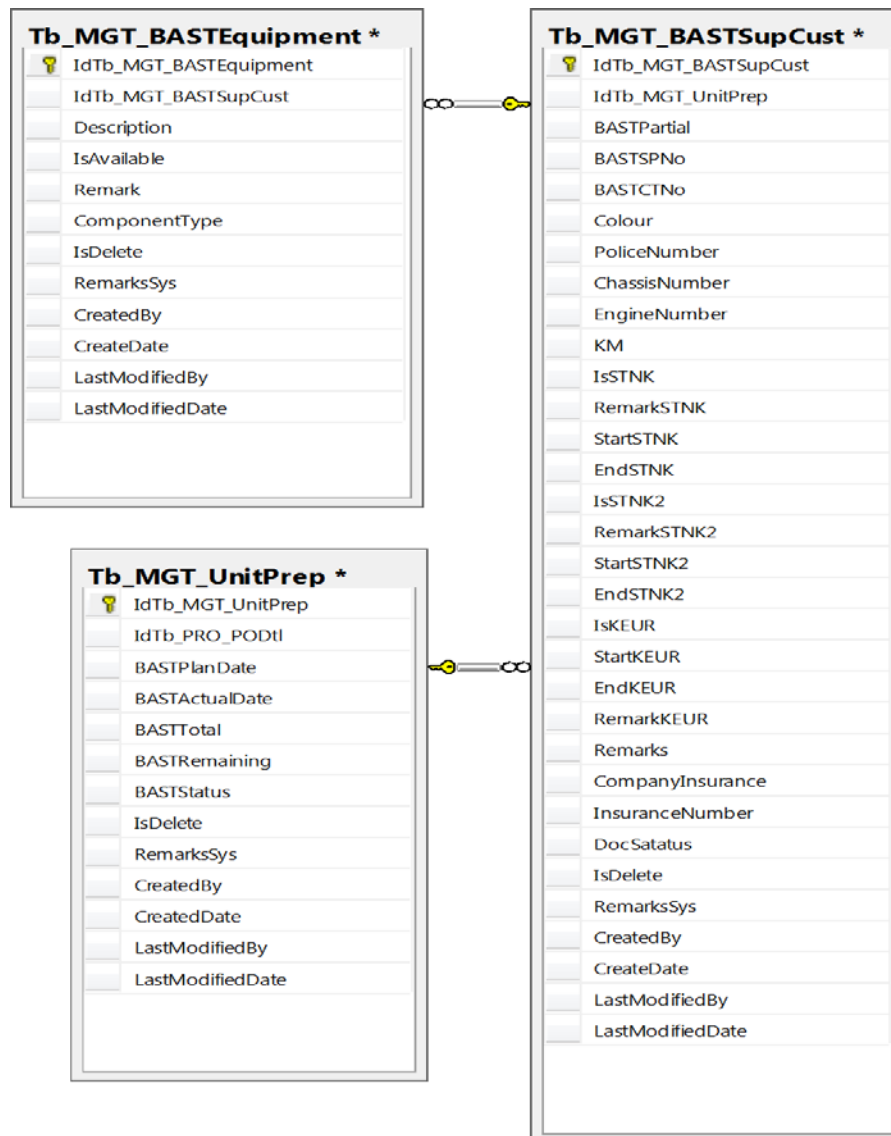 Tb_MGT_BASTEquipment *
IdTb_MGT_BASTEquipment
IdTb_MGT_BASTSupCust
Description
IsAvailable
Remark
ComponentType
IsDelete
RemarksSys
CreatedBy
CreateDate
LastModifiedBy
LastModifiedDate
Tb_MGT_UnitPrep *
IdTb_MGT_UnitPrep
IdTb_PRO_PODtl
BASTPlanDate
BASTActualDate
BASTTotal
BASTRemaining
BASTStatus
IsDelete
RemarksSys
CreatedBy
CreatedDate
LastModifiedBy
LastModifiedDate
Tb_MGT_BASTSupCust *
IdTb_MGT_BASTSupCust
IdTb_MGT_UnitPrep
BASTPartial
BASTSPNo
BASTCTNo
Colour
PoliceNumber
ChassisNumber
EngineNumber
KM
IsSTNK
RemarkSTNK
StartSTNK
EndSTNK
IsSTNK2
RemarkSTNK2
StartSTNK2
EndSTNK2
IsKEUR
StartKEUR
EndKEUR
RemarkKEUR
Remarks
CompanyInsurance
InsuranceNumber
DocSatatus
IsDelete
RemarksSys
CreatedBy
CreateDate
LastModifiedBy
LastModifiedDate